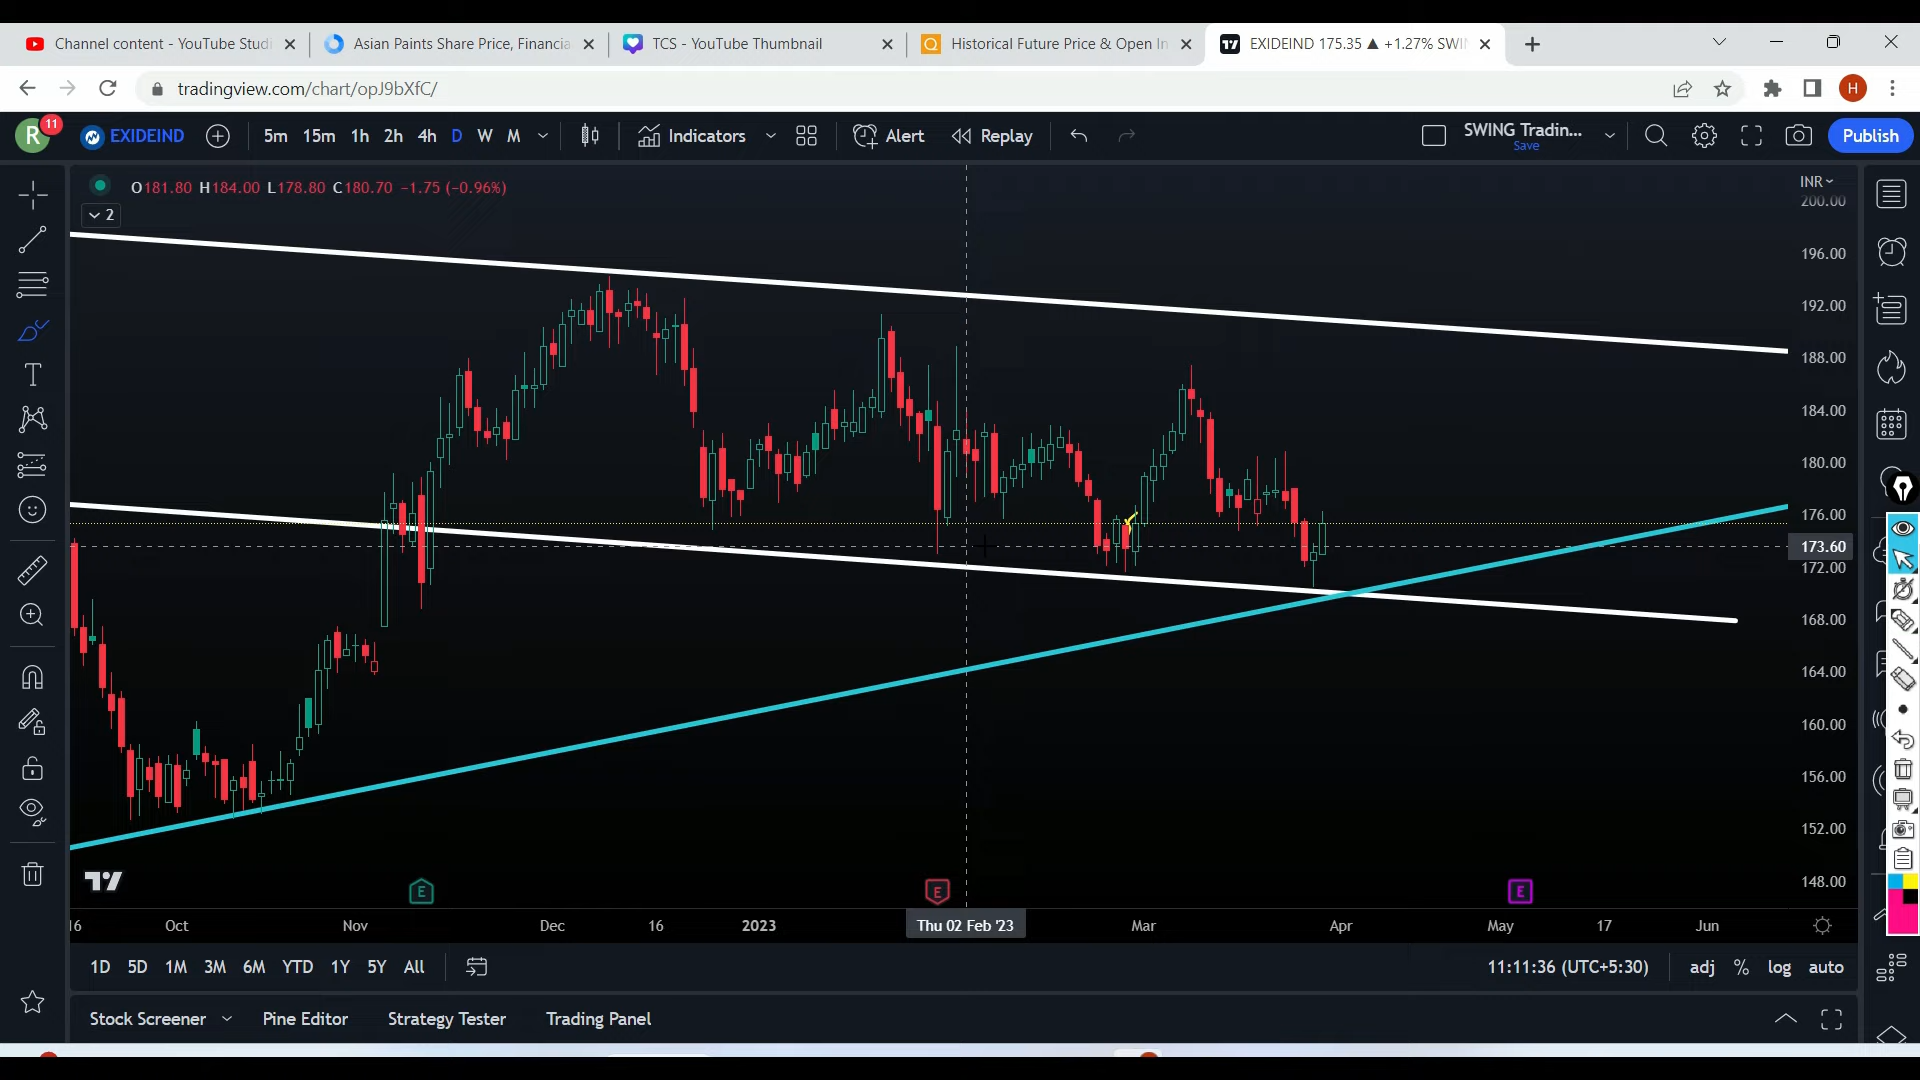 Channel content - YouTube Studi
Asian Paints Share Price, Financia
TCS - YouTube Thumbnail
Historical Future Price & Open In
EXIDEIND 175.35 ▲ +1.27% SWIN
tradingview.com/chart/opJ9bXfC/
H
R 11 EXIDEIND 5m 15m 1h 2h 4h D W M Indicators Alert Replay SWING Tradin... Publish
Save
O181.80 H184.00 L178.80 C180.70 −1.75 (−0.96%)
2
INR
200.00
196.00
192.00
188.00
184.00
180.00
176.00
173.60
172.00
168.00
164.00
160.00
156.00
152.00
148.00
E E E
16 Oct Nov Dec 16 2023 Thu 02 Feb '23 Mar Apr May 17 Jun
1D 5D 1M 3M 6M YTD 1Y 5Y All 11:11:36 (UTC+5:30) adj % log auto
Stock Screener Pine Editor Strategy Tester Trading Panel